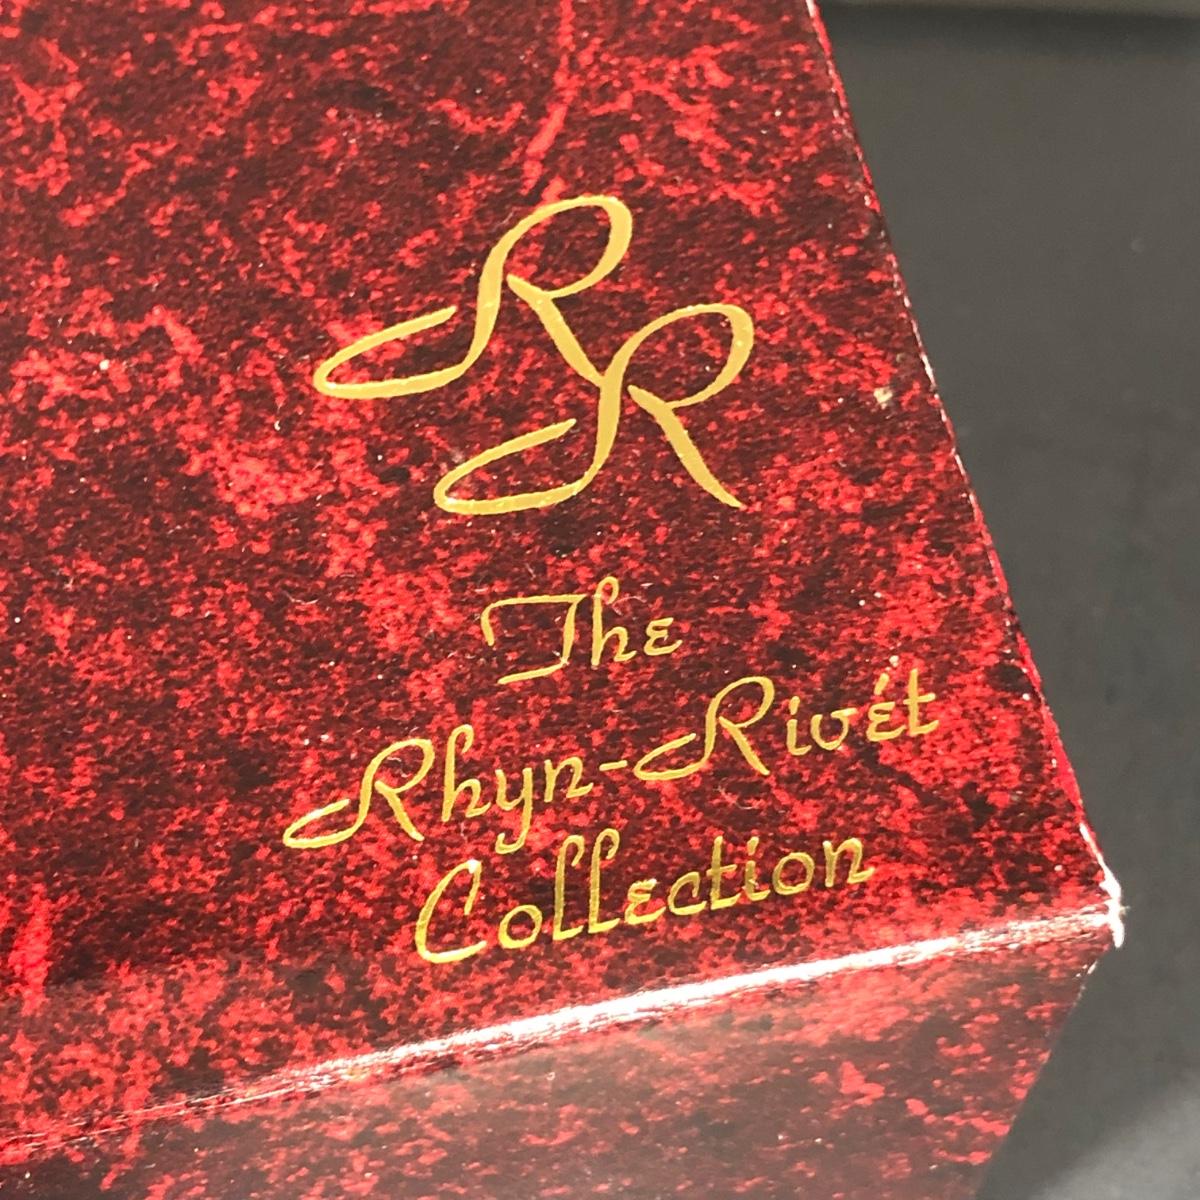 RR
The
Rhyn-Rivét
Collection